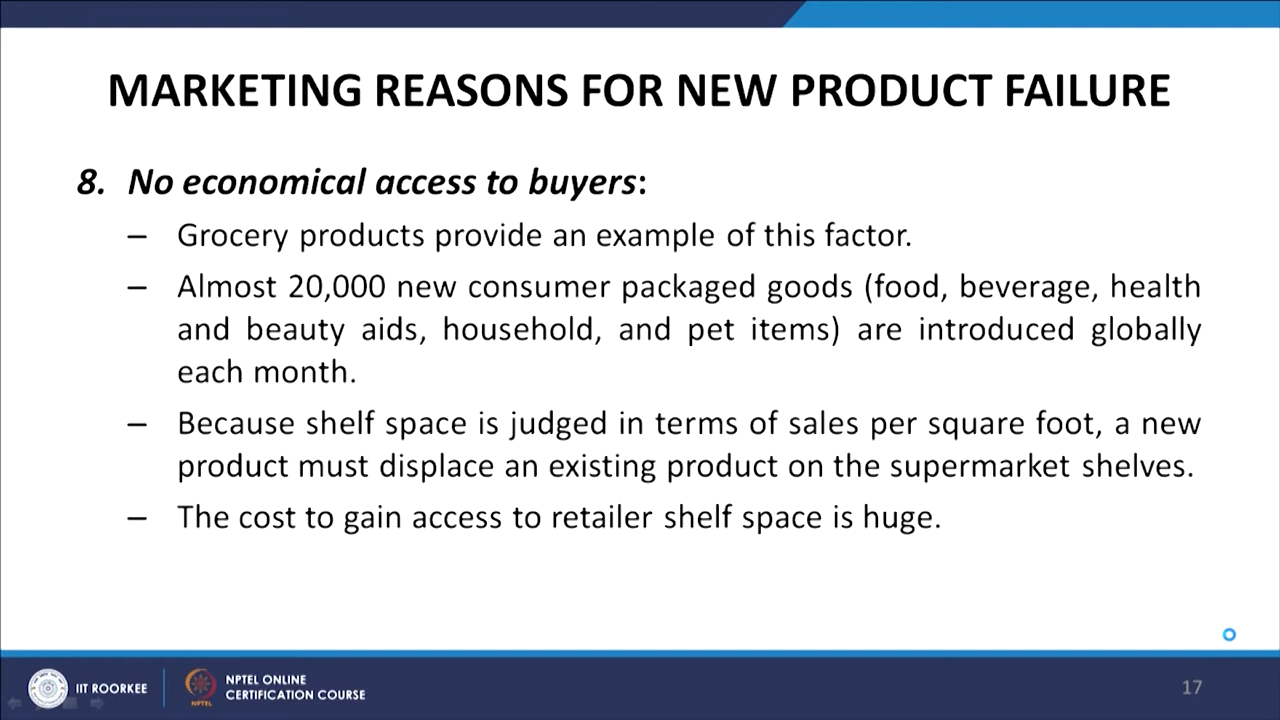 MARKETING REASONS FOR NEW PRODUCT FAILURE
8. No economical access to buyers:
– Grocery products provide an example of this factor.
– Almost 20,000 new consumer packaged goods (food, beverage, health
and beauty aids, household, and pet items) are introduced globally
each month.
– Because shelf space is judged in terms of sales per square foot, a new
product must displace an existing product on the supermarket shelves.
– The cost to gain access to retailer shelf space is huge.
IIT ROORKEE
NPTEL
NPTEL ONLINE
CERTIFICATION COURSE
17